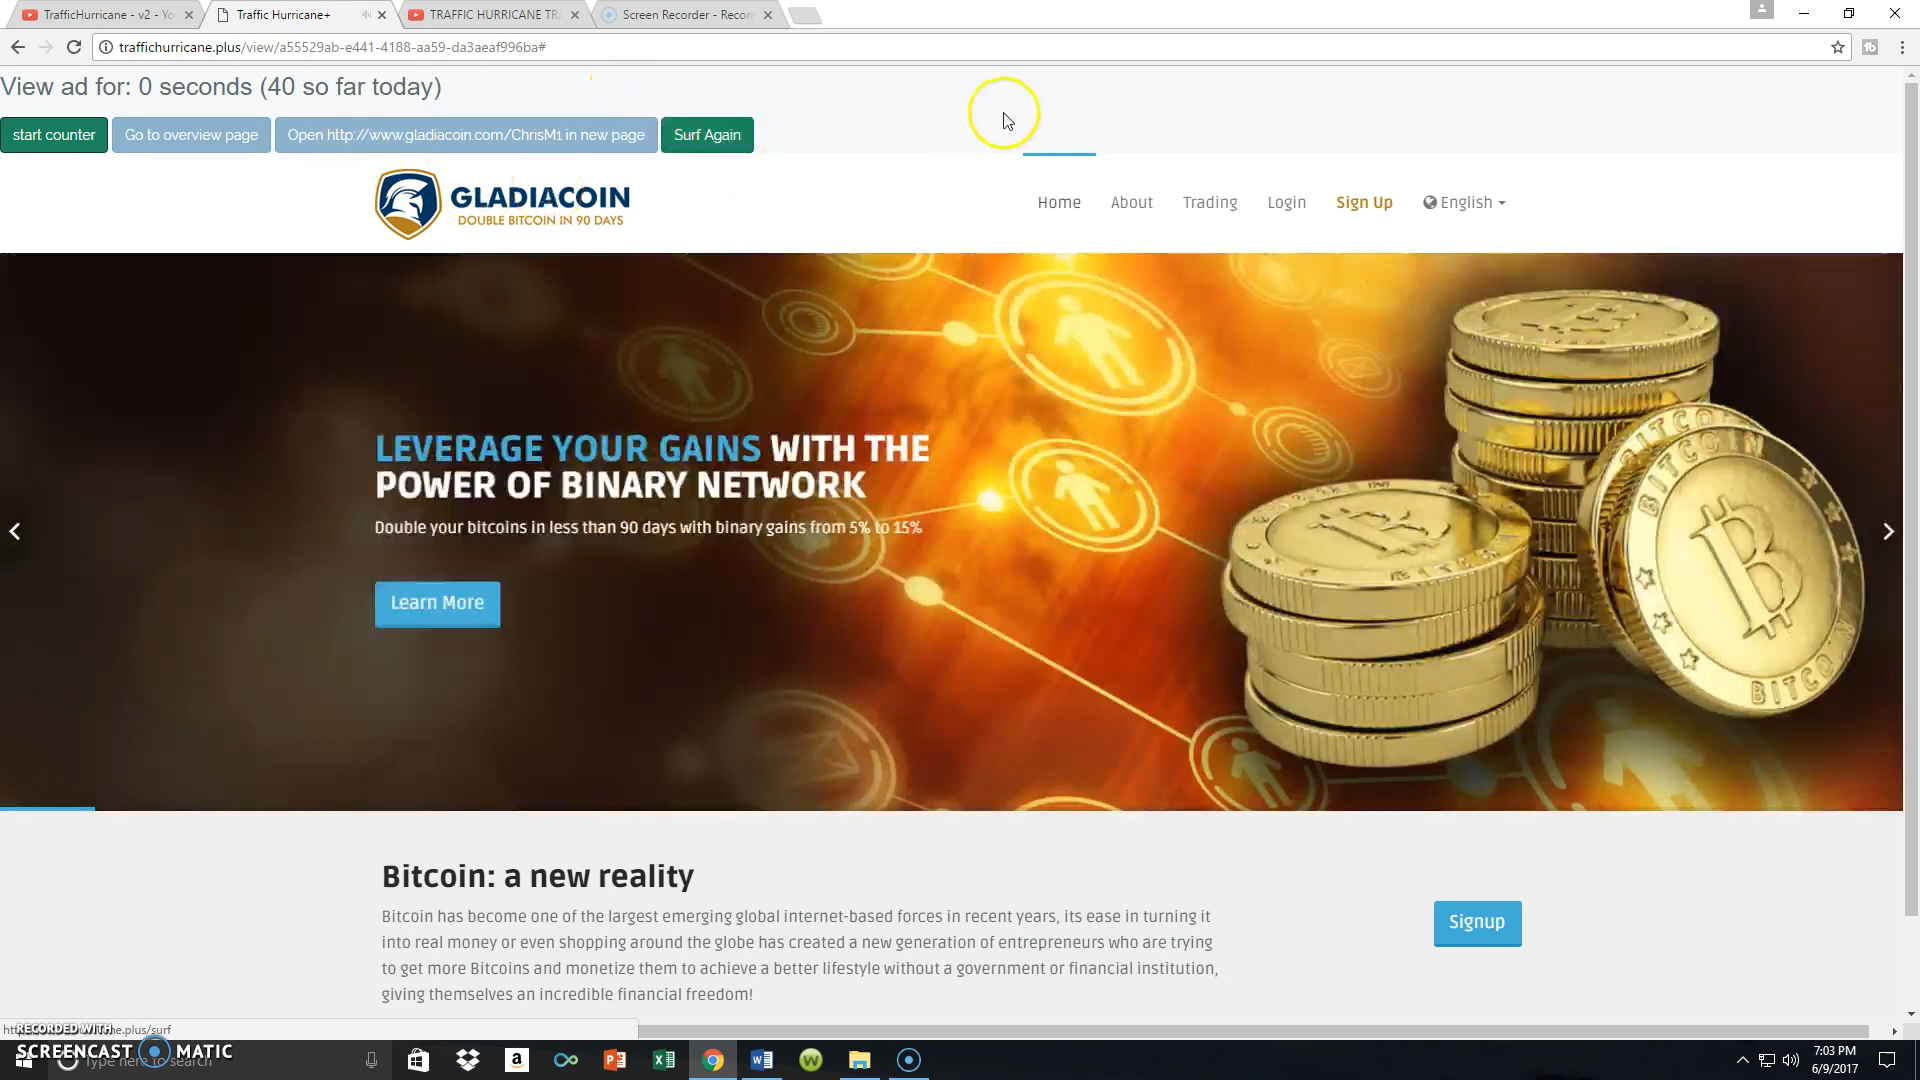 TrafficHurricane - v2 - Yo
Traffic Hurricane+
TRAFFIC HURRICANE TR
Screen Recorder - Recor
traffichurricane.plus/view/a55529ab-e441-4188-aa59-da3aeaf996ba#
View ad for: 0 seconds (40 so far today)
start counter
Go to overview page
Open http://www.gladiacoin.com/ChrisM1 in new page
Surf Again
GLADIACOIN
DOUBLE BITCOIN IN 90 DAYS
Home
About
Trading
Login
Sign Up
English
LEVERAGE YOUR GAINS WITH THE
POWER OF BINARY NETWORK
Double your bitcoins in less than 90 days with binary gains from 5% to 15%
Learn More
BITCOIN
BITCOIN
Bitcoin: a new reality
Bitcoin has become one of the largest emerging global internet-based forces in recent years, its ease in turning it
into real money or even shopping around the globe has created a new generation of entrepreneurs who are trying
to get more Bitcoins and monetize them to achieve a better lifestyle without a government or financial institution,
giving themselves an incredible financial freedom!
Signup
RECORDED WITH
SCREENCAST MATIC
Type here to search
7:03 PM
6/9/2017